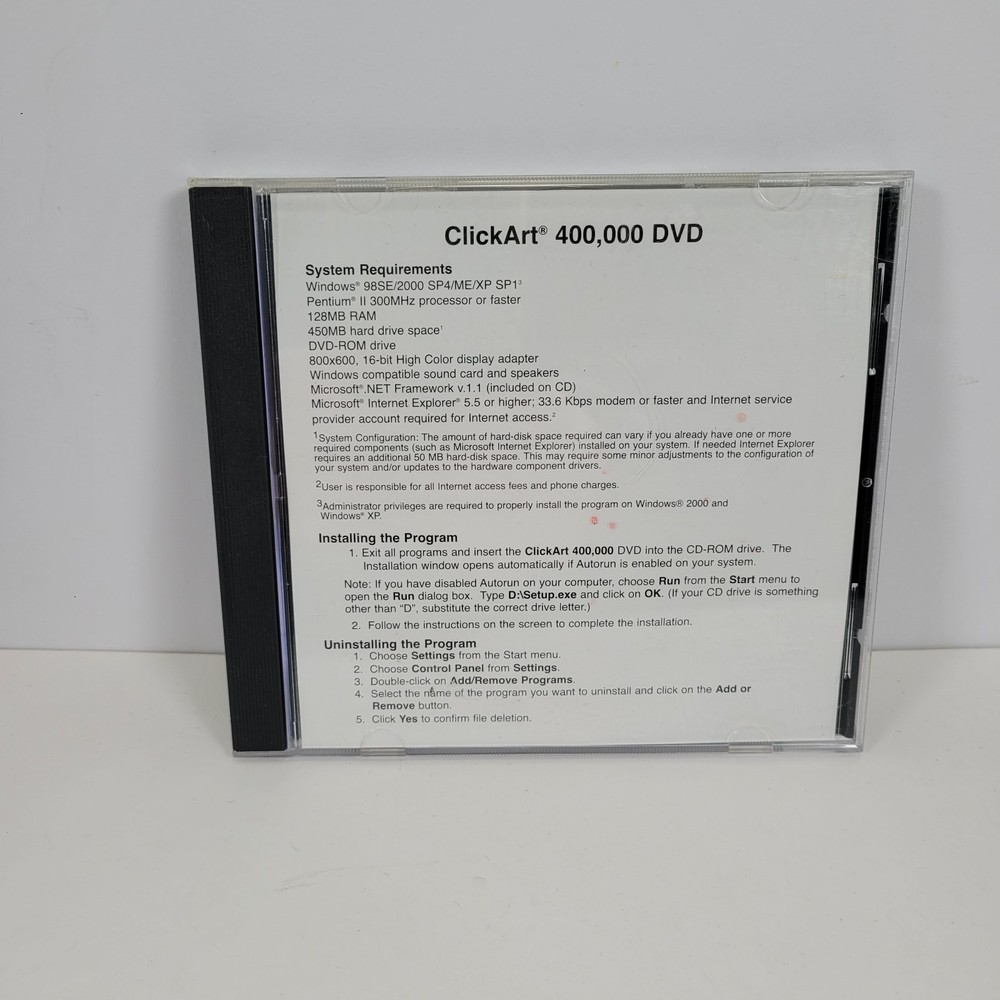 ClickArt® 400,000 DVD
System Requirements
Windows® 98SE/2000 SP4/ME/XP SP1³
Pentium® II 300MHz processor or faster
128MB RAM
450MB hard drive space¹
DVD-ROM drive
800x600, 16-bit High Color display adapter
Windows compatible sound card and speakers
Microsoft® .NET Framework v.1.1 (included on CD)
Microsoft® Internet Explorer® 5.5 or higher; 33.6 Kbps modem or faster and Internet service
provider account required for Internet access.²
¹System Configuration: The amount of hard-disk space required can vary if you already have one or more
required components (such as Microsoft Internet Explorer) installed on your system. If needed Internet Explorer
requires an additional 50 MB hard-disk space. This may require some minor adjustments to the configuration of
your system and/or updates to the hardware component drivers.
²User is responsible for all Internet access fees and phone charges.
³Administrator privileges are required to properly install the program on Windows® 2000 and
Windows® XP.
Installing the Program
1. Exit all programs and insert the ClickArt 400,000 DVD into the CD-ROM drive. The
Installation window opens automatically if Autorun is enabled on your system.
Note: If you have disabled Autorun on your computer, choose Run from the Start menu to
open the Run dialog box. Type D:\Setup.exe and click on OK. (If your CD drive is something
other than "D", substitute the correct drive letter.)
2. Follow the instructions on the screen to complete the installation.
Uninstalling the Program
1. Choose Settings from the Start menu.
2. Choose Control Panel from Settings.
3. Double-click on Add/Remove Programs.
4. Select the name of the program you want to uninstall and click on the Add or
Remove button.
5. Click Yes to confirm file deletion.